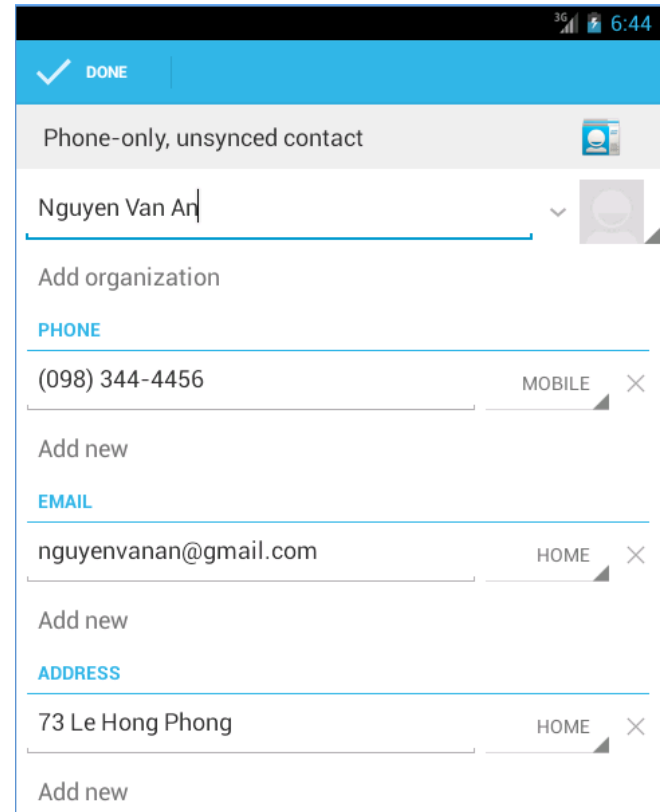 3G 6:44
DONE
Phone-only, unsynced contact
Nguyen Van An
Add organization
PHONE
(098) 344-4456 MOBILE
Add new
EMAIL
nguyenvanan@gmail.com HOME
Add new
ADDRESS
73 Le Hong Phong HOME
Add new